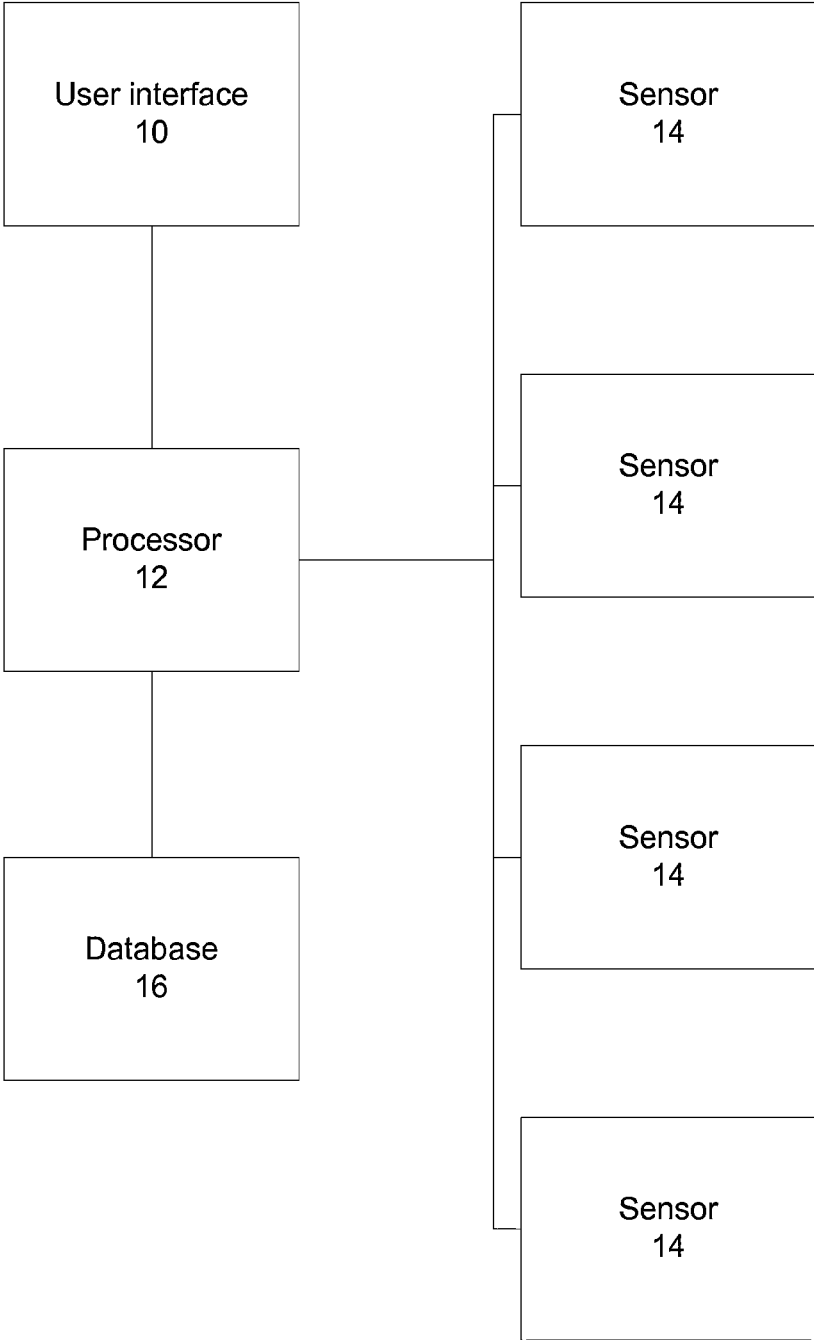 User interface
10
Processor
12
Database
16
Sensor
14
Sensor
14
Sensor
14
Sensor
14